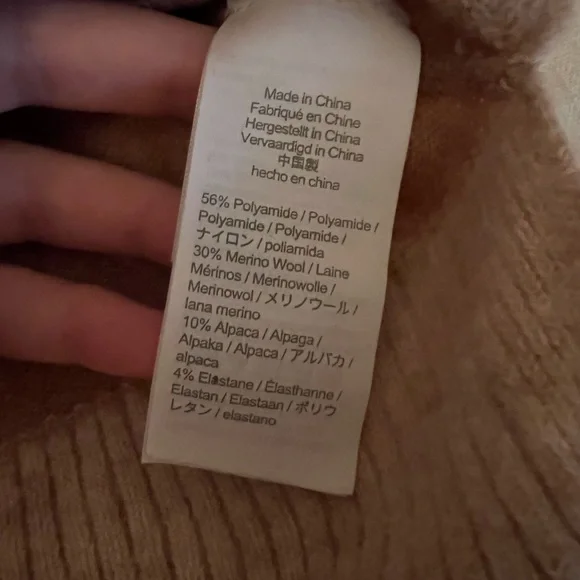 Made in China
Fabriqué en Chine
Hergestellt in China
Vervaardigd in China
中国製
hecho en china
56% Polyamide / Polyamide /
Polyamide / Polyamide /
ナイロン / poliamida
30% Merino Wool / Laine
Mérinos / Merinowolle /
Merinowol / メリノウール /
lana merino
10% Alpaca / Alpaga /
Alpaka / Alpaca / アルパカ /
alpaca
4% Elastane / Élasthanne /
Elastan / Elastaan / ポリウ
レタン / elastano